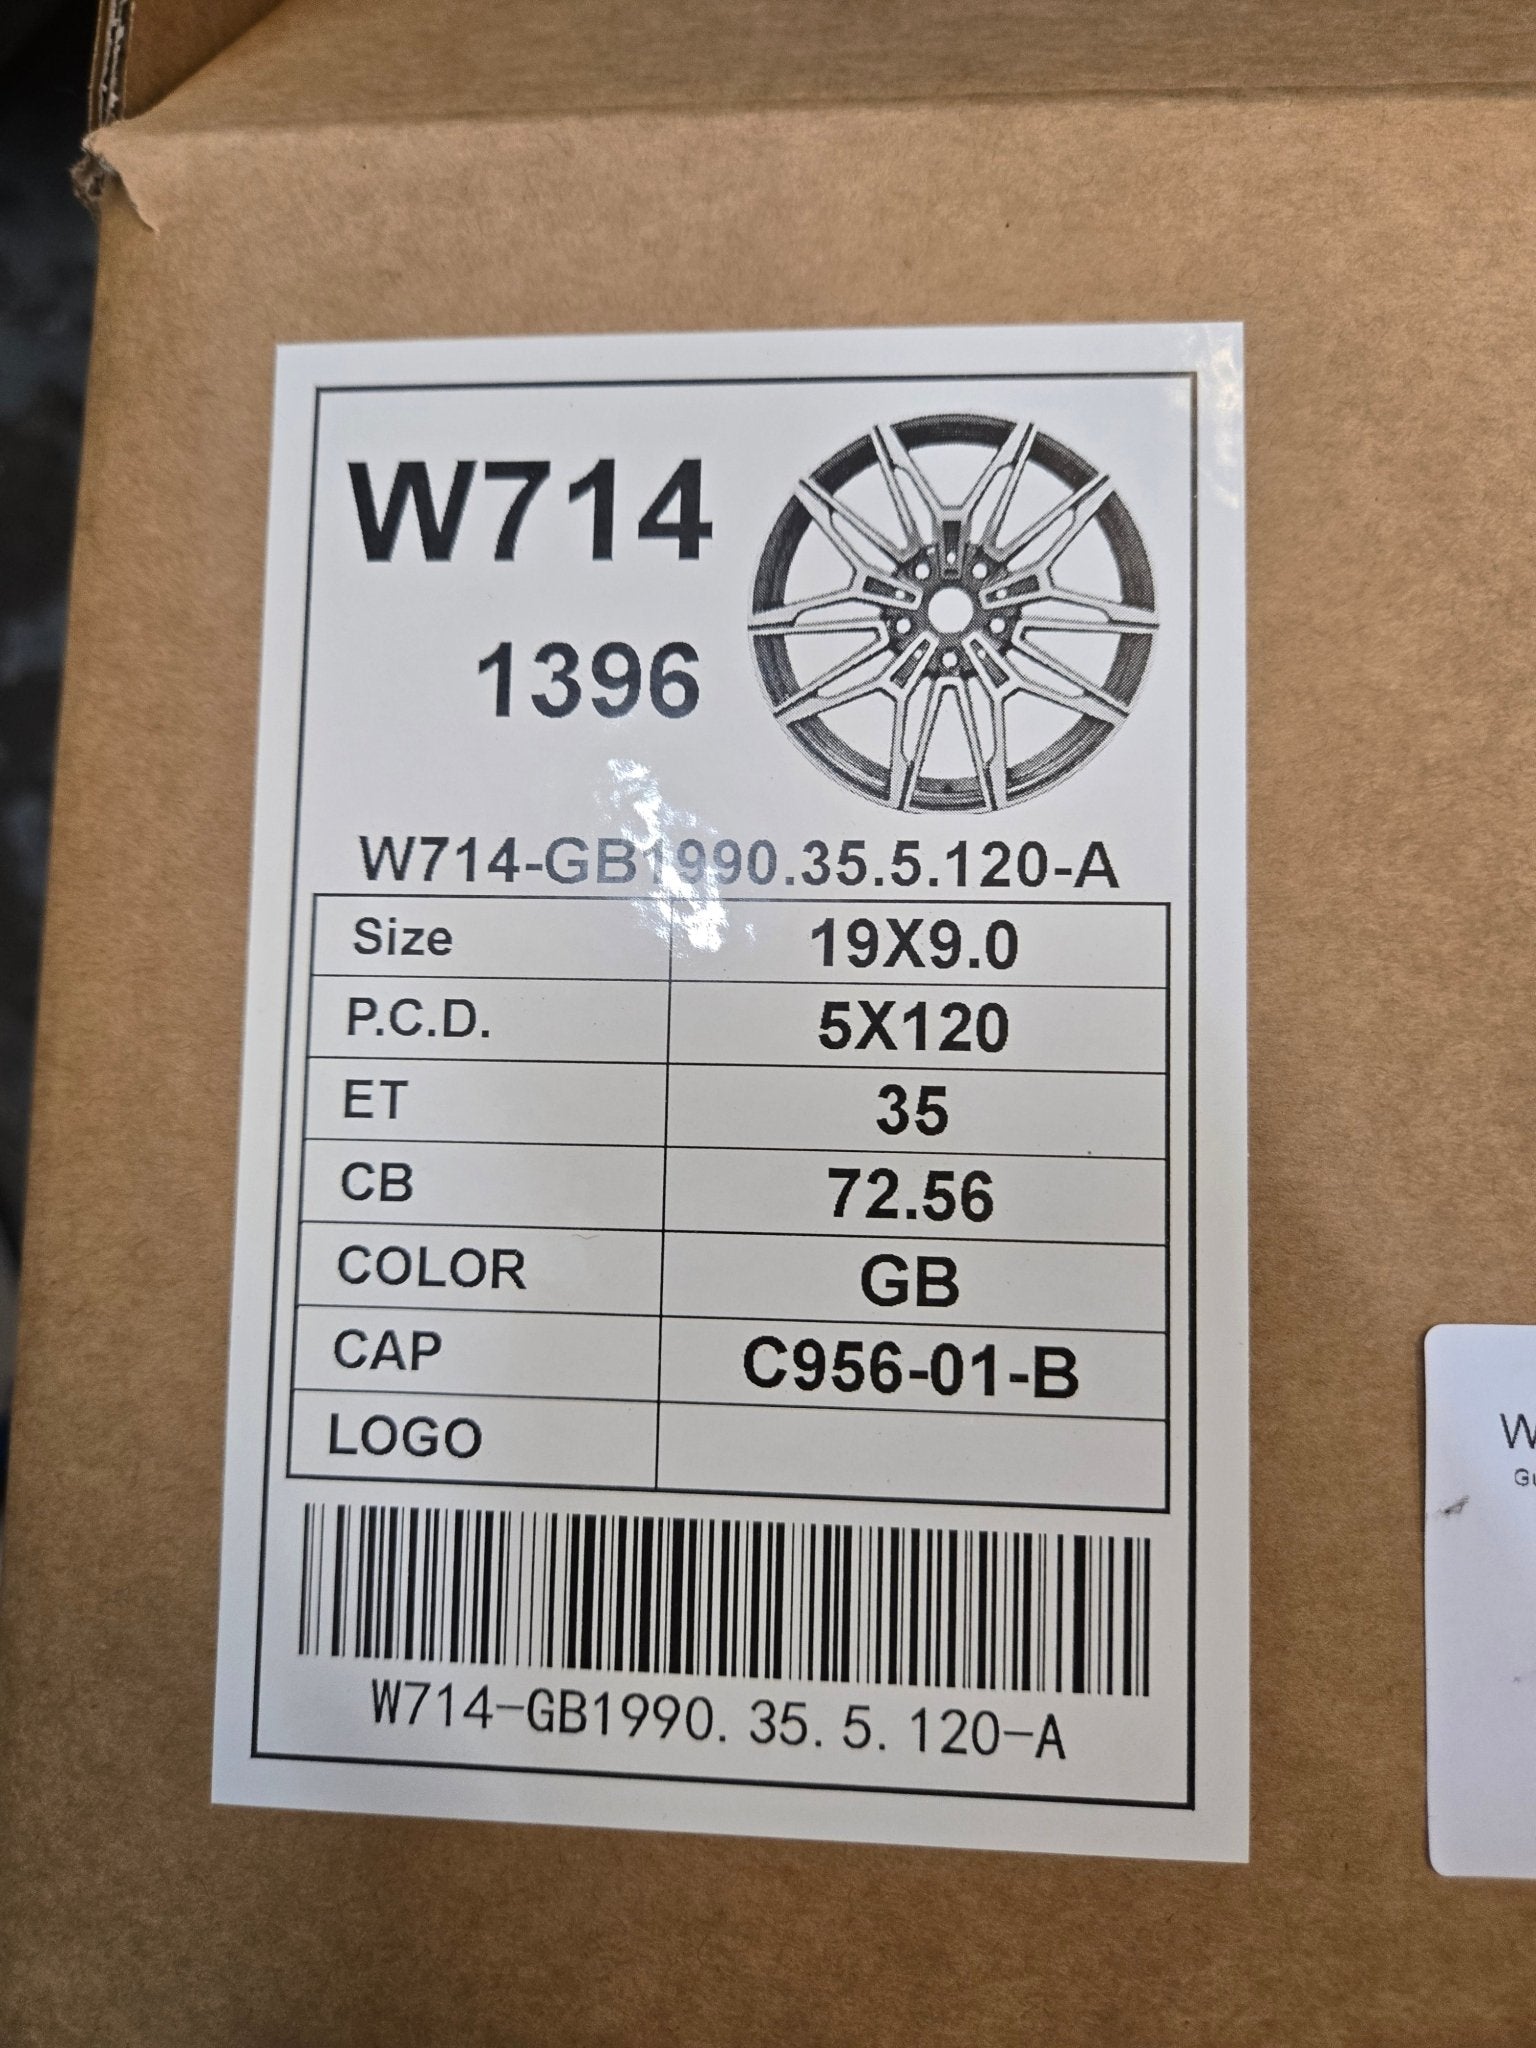 W714
1396
W714-GB1990.35.5.120-A
Size 19X9.0
P.C.D. 5X120
ET 35
CB 72.56
COLOR GB
CAP C956-01-B
LOGO
W714-GB1990.35.5.120-A